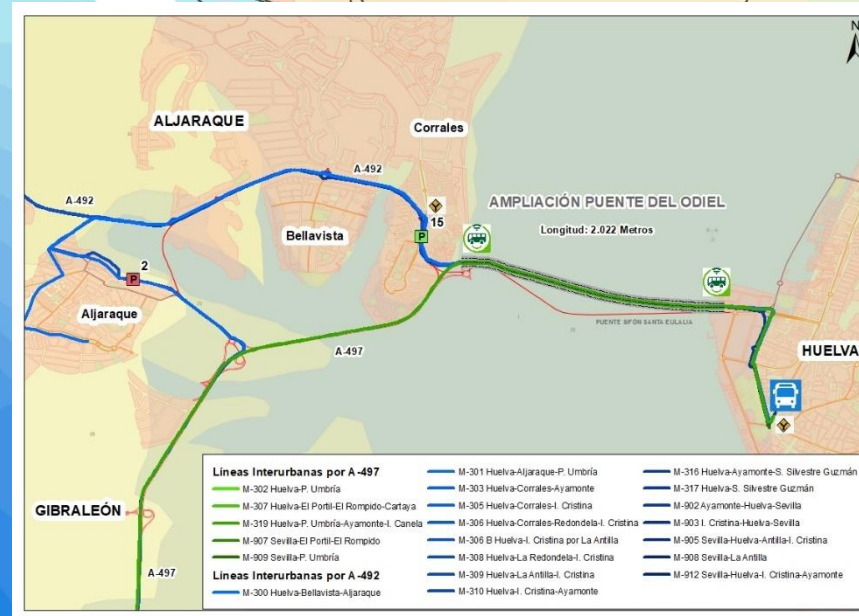 N
ALJARAQUE
Corrales
A-492
A-492
15
P
AMPLIACIÓN PUENTE DEL ODIEL
Longitud: 2.022 Metros
Bellavista
2
P
Aljaraque
PUENTE SIFÓN SANTA EULALIA
A-497
HUELVA
GIBRALEÓN
A-497
Líneas Interurbanas por A-497
M-302 Huelva-P. Umbría
M-307 Huelva-El Portil-El Rompido-Cartaya
M-319 Huelva-P. Umbría-Ayamonte-I. Canela
M-907 Sevilla-El Portil-El Rompido
M-909 Sevilla-P. Umbría
Líneas Interurbanas por A-492
M-300 Huelva-Bellavista-Aljaraque
M-301 Huelva-Aljaraque-P. Umbría
M-303 Huelva-Corrales-Ayamonte
M-305 Huelva-Corrales-I. Cristina
M-306 Huelva-Corrales-Redondela-I. Cristina
M-306 B Huelva-I. Cristina por La Antilla
M-308 Huelva-La Redondela-I. Cristina
M-309 Huelva-La Antilla-I. Cristina
M-310 Huelva-I. Cristina-Ayamonte
M-316 Huelva-Ayamonte-S. Silvestre Guzmán
M-317 Huelva-S. Silvestre Guzmán
M-902 Ayamonte-Huelva-Sevilla
M-903 I. Cristina-Huelva-Sevilla
M-905 Sevilla-Huelva-Antilla-I. Cristina
M-908 Sevilla-La Antilla
M-912 Sevilla-Huelva-I. Cristina-Ayamonte